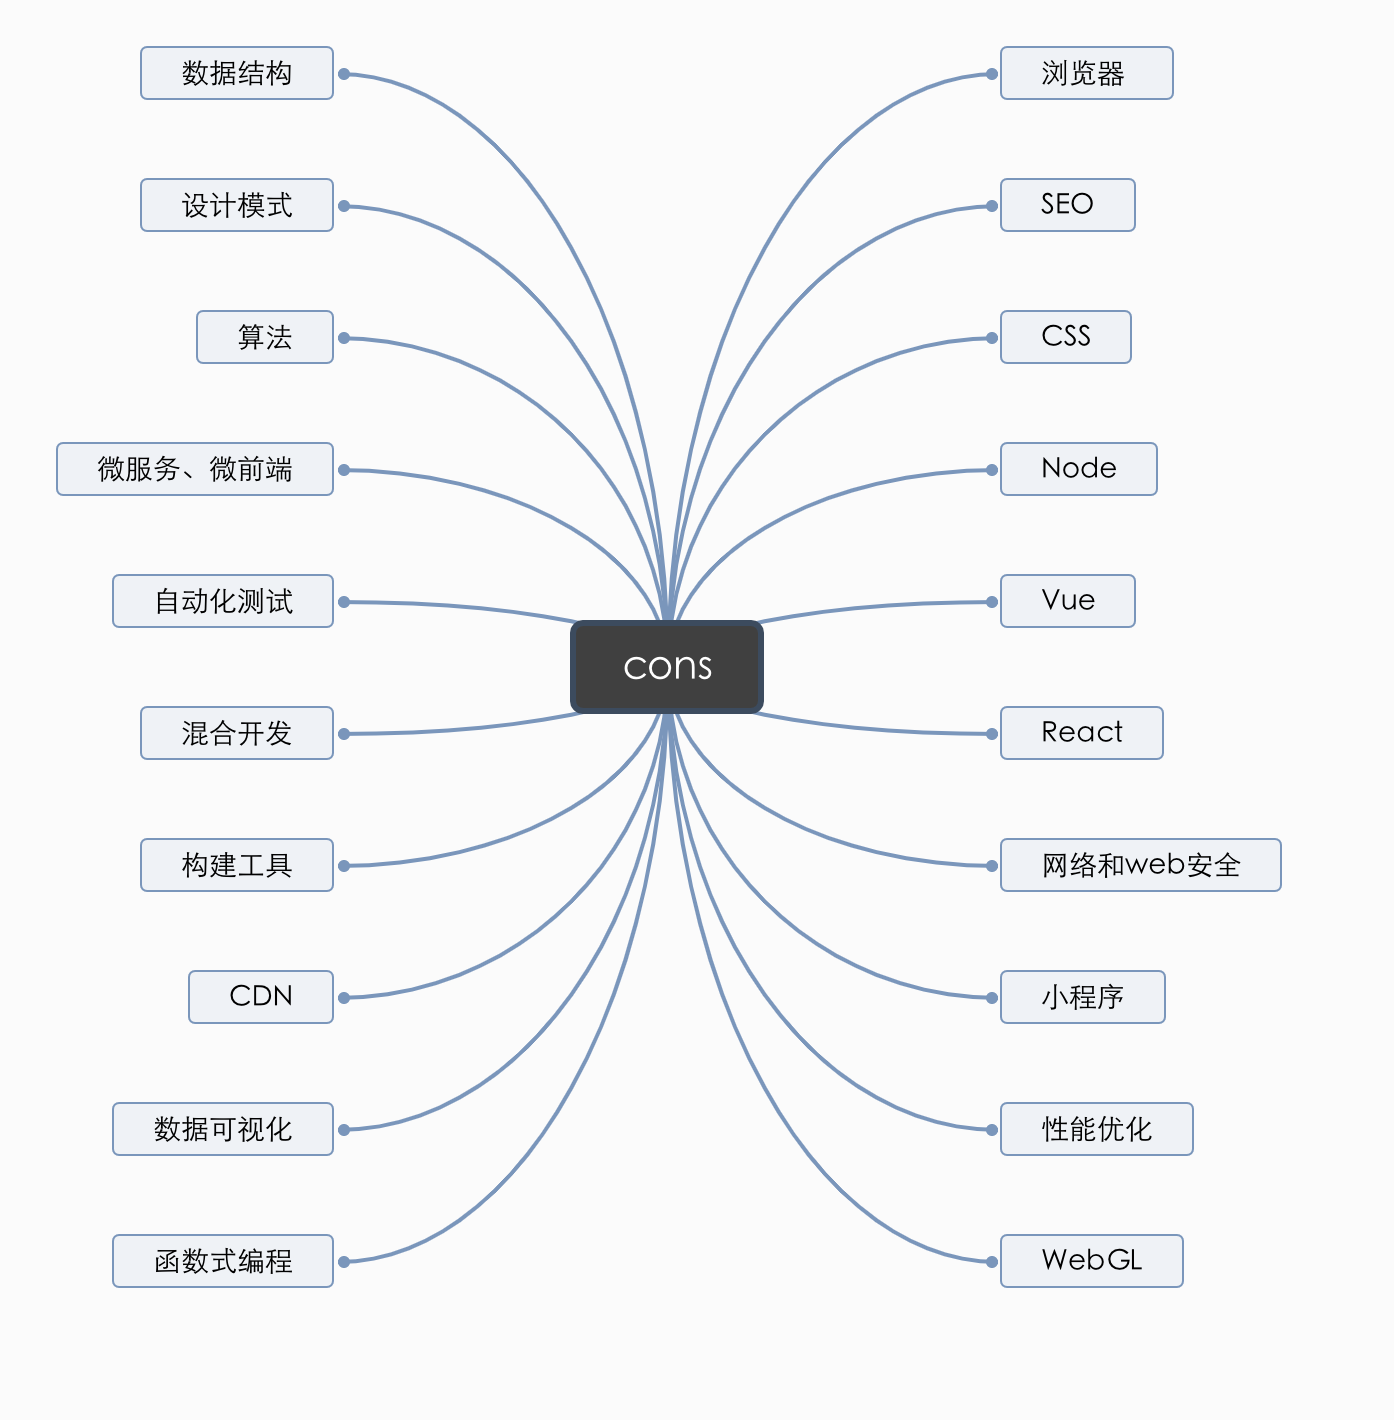 数据结构
设计模式
算法
微服务、微前端
自动化测试
混合开发
构建工具
CDN
数据可视化
函数式编程
cons
浏览器
SEO
CSS
Node
Vue
React
网络和web安全
小程序
性能优化
WebGL